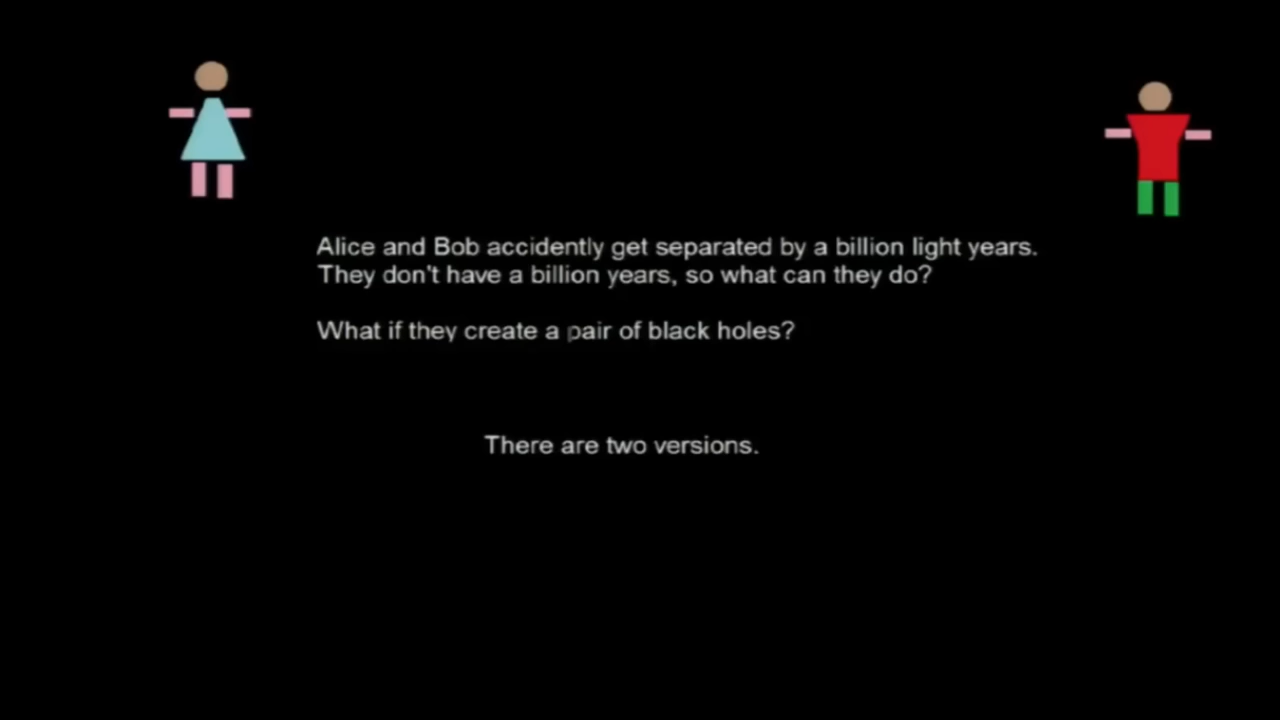 Alice and Bob accidently get separated by a billion light years.
They don't have a billion years, so what can they do?
What if they create a pair of black holes?
There are two versions.